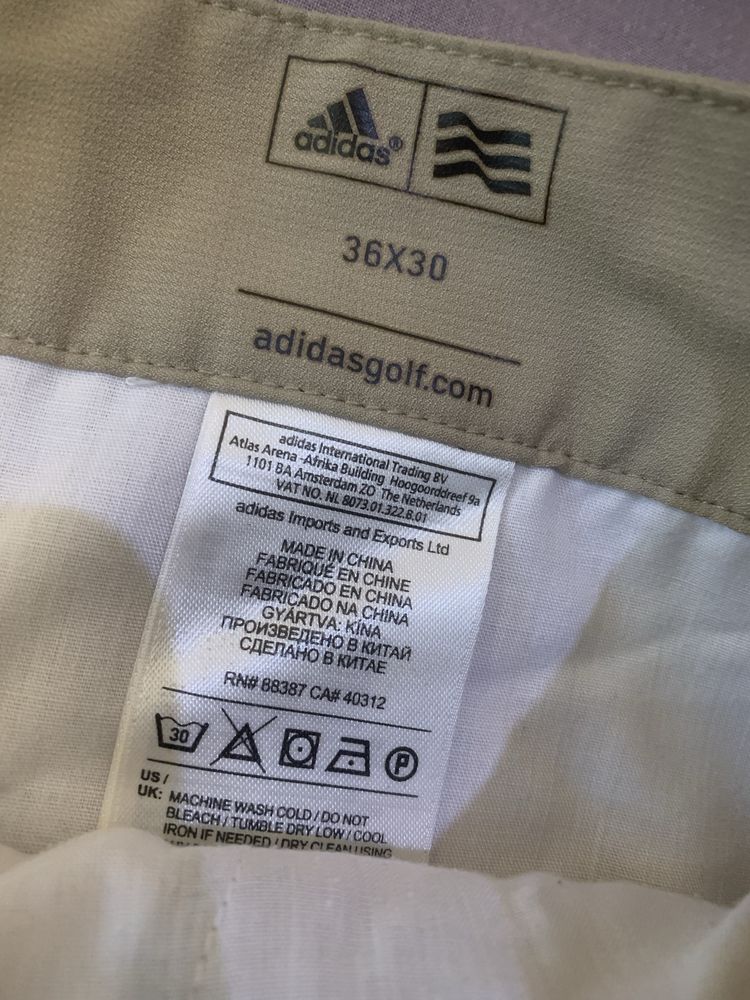 adidas®
36X30
adidasgolf.com
adidas International Trading BV
Atlas Arena -Afrika Building Hoogoorddreef 9a
1101 BA Amsterdam ZO The Netherlands
VAT NO. NL 8073.01.322.B.01
adidas Imports and Exports Ltd
MADE IN CHINA
FABRIQUÉ EN CHINE
FABRICADO EN CHINA
FABRICADO NA CHINA
GYÁRTVA: KÍNA
ПРОИЗВЕДЕНО В КИТАЙ
СДЕЛАНО В КИТАЕ
RN# 88387 CA# 40312
30 P
US /
UK: MACHINE WASH COLD / DO NOT
BLEACH / TUMBLE DRY LOW / COOL
IRON IF NEEDED / DRY CLEAN USING